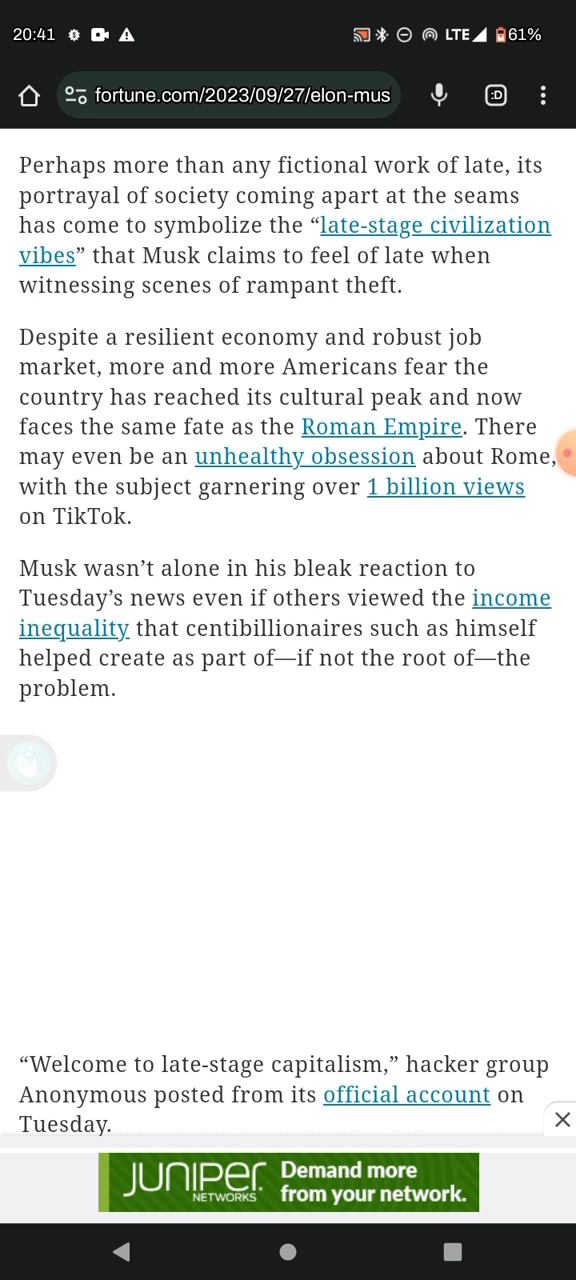 20:41
LTE
61%
fortune.com/2023/09/27/elon-mus
:D
Perhaps more than any fictional work of late, its
portrayal of society coming apart at the seams
has come to symbolize the “late-stage civilization
vibes” that Musk claims to feel of late when
witnessing scenes of rampant theft.
Despite a resilient economy and robust job
market, more and more Americans fear the
country has reached its cultural peak and now
faces the same fate as the Roman Empire. There
may even be an unhealthy obsession about Rome,
with the subject garnering over 1 billion views
on TikTok.
Musk wasn’t alone in his bleak reaction to
Tuesday’s news even if others viewed the income
inequality that centibillionaires such as himself
helped create as part of—if not the root of—the
problem.
“Welcome to late-stage capitalism,” hacker group
Anonymous posted from its official account on
Tuesday.
JUNIPER
NETWORKS
Demand more
from your network.